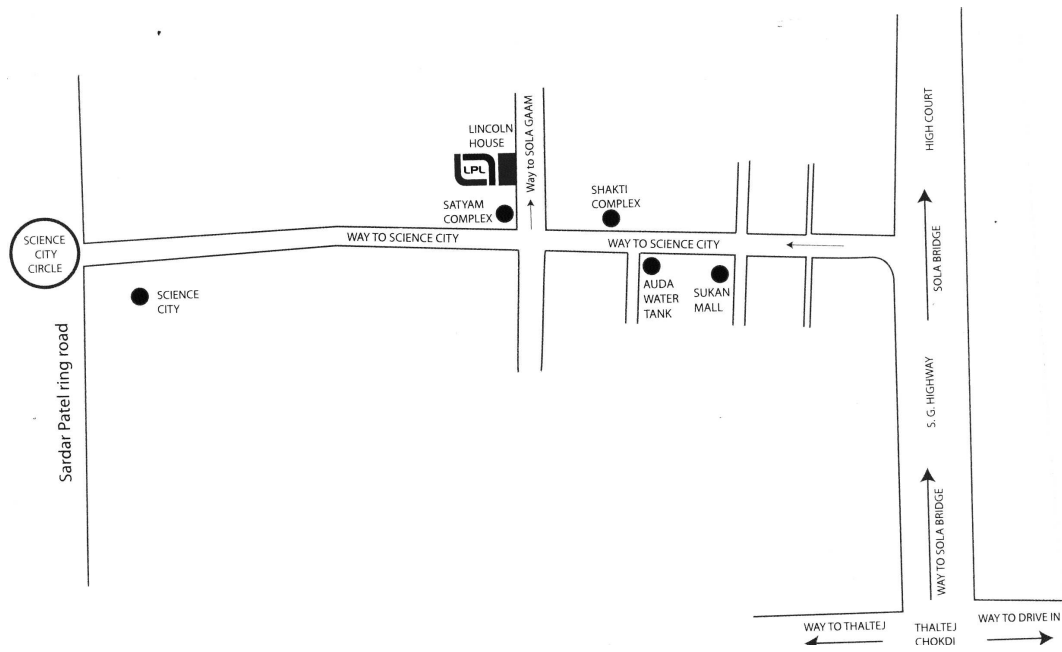 LINCOLN
HOUSE
LPL
Way to SOLA GAAM
SATYAM
COMPLEX
SHAKTI
COMPLEX
HIGH COURT
SCIENCE
CITY
CIRCLE
WAY TO SCIENCE CITY
WAY TO SCIENCE CITY
SOLA BRIDGE
SCIENCE
CITY
AUDA
WATER
TANK
SUKAN
MALL
Sardar Patel ring road
S. G. HIGHWAY
WAY TO SOLA BRIDGE
WAY TO THALTEJ
THALTEJ
CHOKDI
WAY TO DRIVE IN